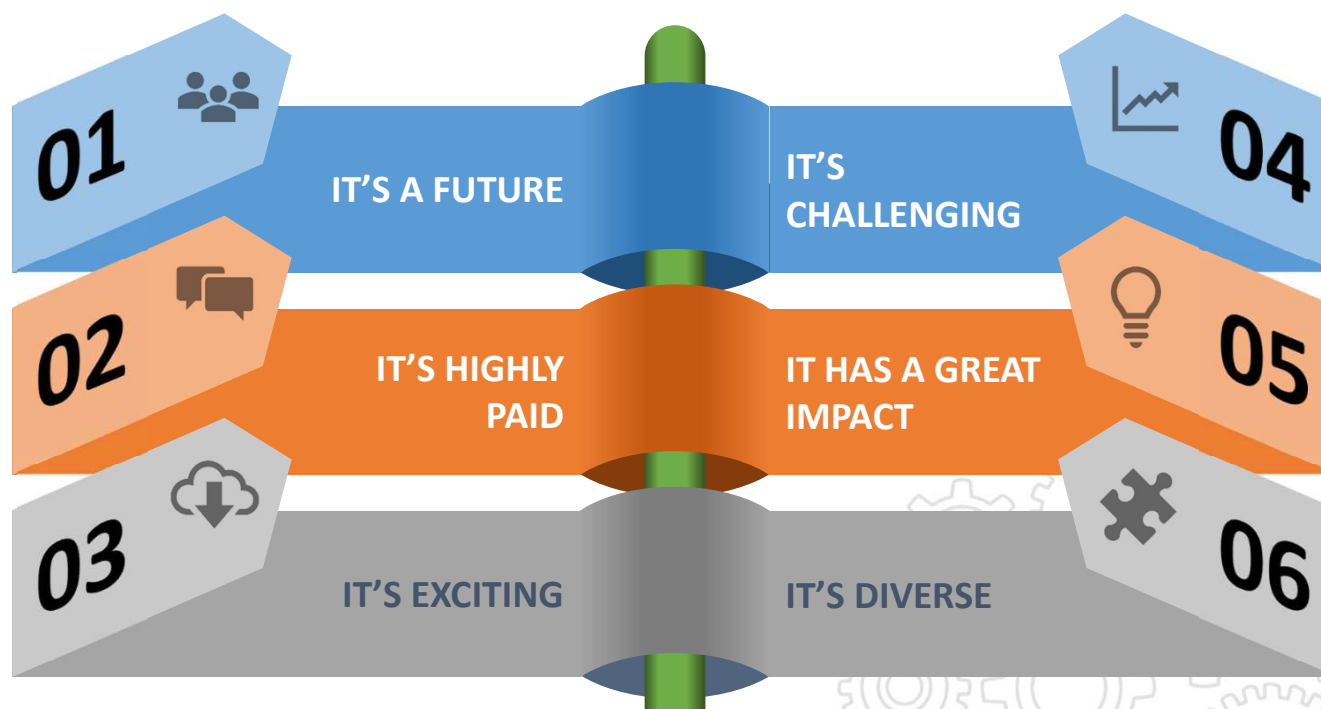 01
IT’S A FUTURE
02
IT’S HIGHLY
PAID
03
IT’S EXCITING
04
IT’S
CHALLENGING
05
IT HAS A GREAT
IMPACT
06
IT’S DIVERSE